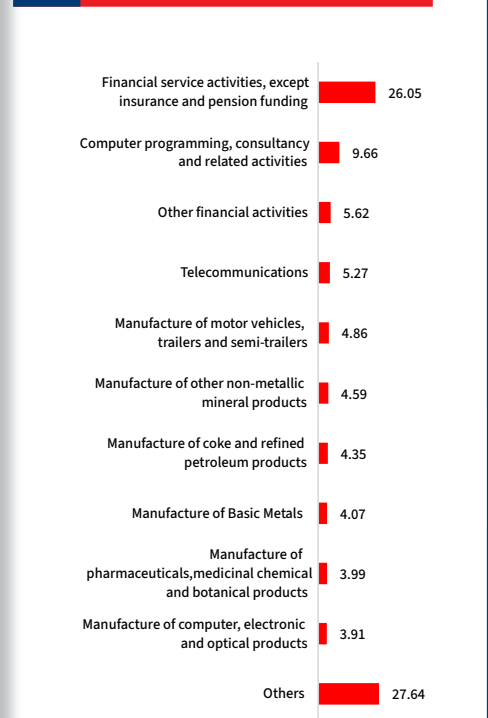 Financial service activities, except
insurance and pension funding
26.05
Computer programming, consultancy
and related activities
9.66
Other financial activities
5.62
Telecommunications
5.27
Manufacture of motor vehicles,
trailers and semi-trailers
4.86
Manufacture of other non-metallic
mineral products
4.59
Manufacture of coke and refined
petroleum products
4.35
Manufacture of Basic Metals
4.07
Manufacture of
pharmaceuticals,medicinal chemical
and botanical products
3.99
Manufacture of computer, electronic
and optical products
3.91
Others
27.64